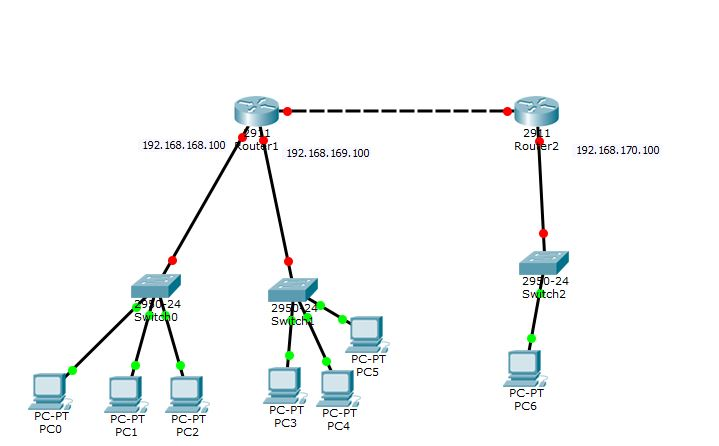 2911
Router1
2911
Router2
192.168.168.100
192.168.169.100
192.168.170.100
2950-24
Switch0
2950-24
Switch1
2950-24
Switch2
PC-PT
PC5
PC-PT
PC6
PC-PT
PC0
PC-PT
PC1
PC-PT
PC2
PC-PT
PC3
PC-PT
PC4